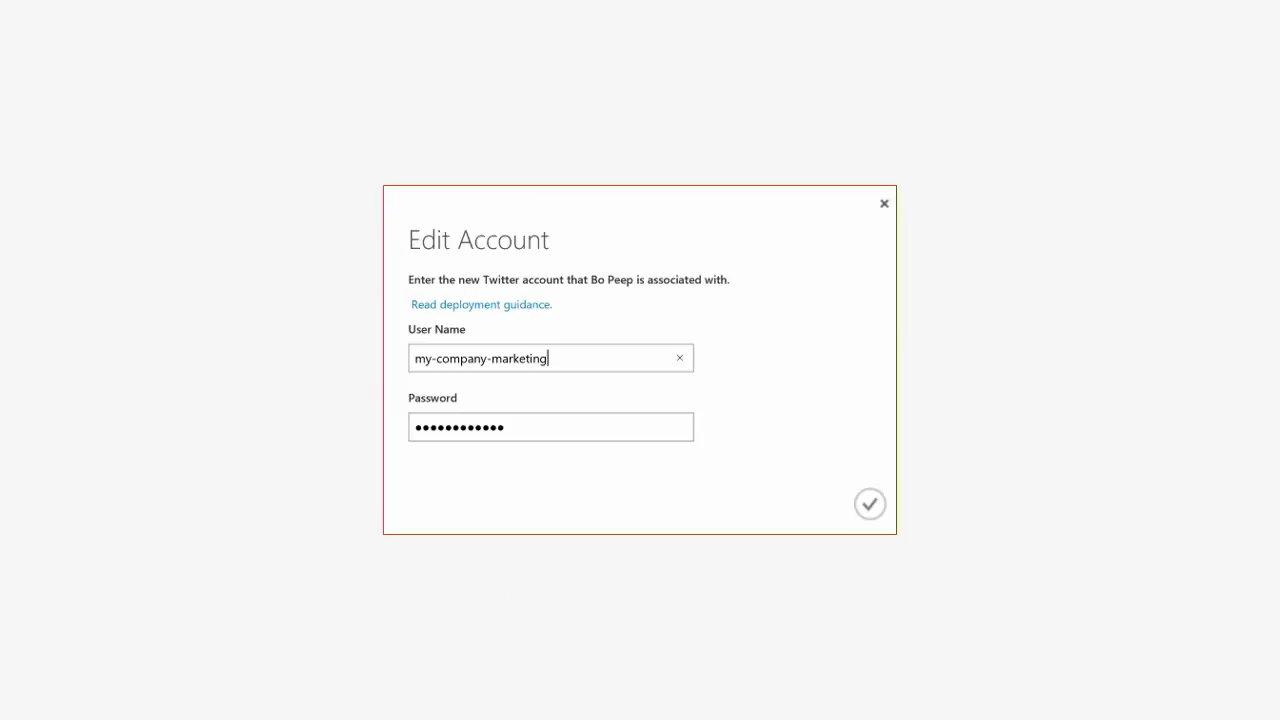 Edit Account
Enter the new Twitter account that Bo Peep is associated with.
Read deployment guidance.
User Name
my-company-marketing
Password
••••••••••••